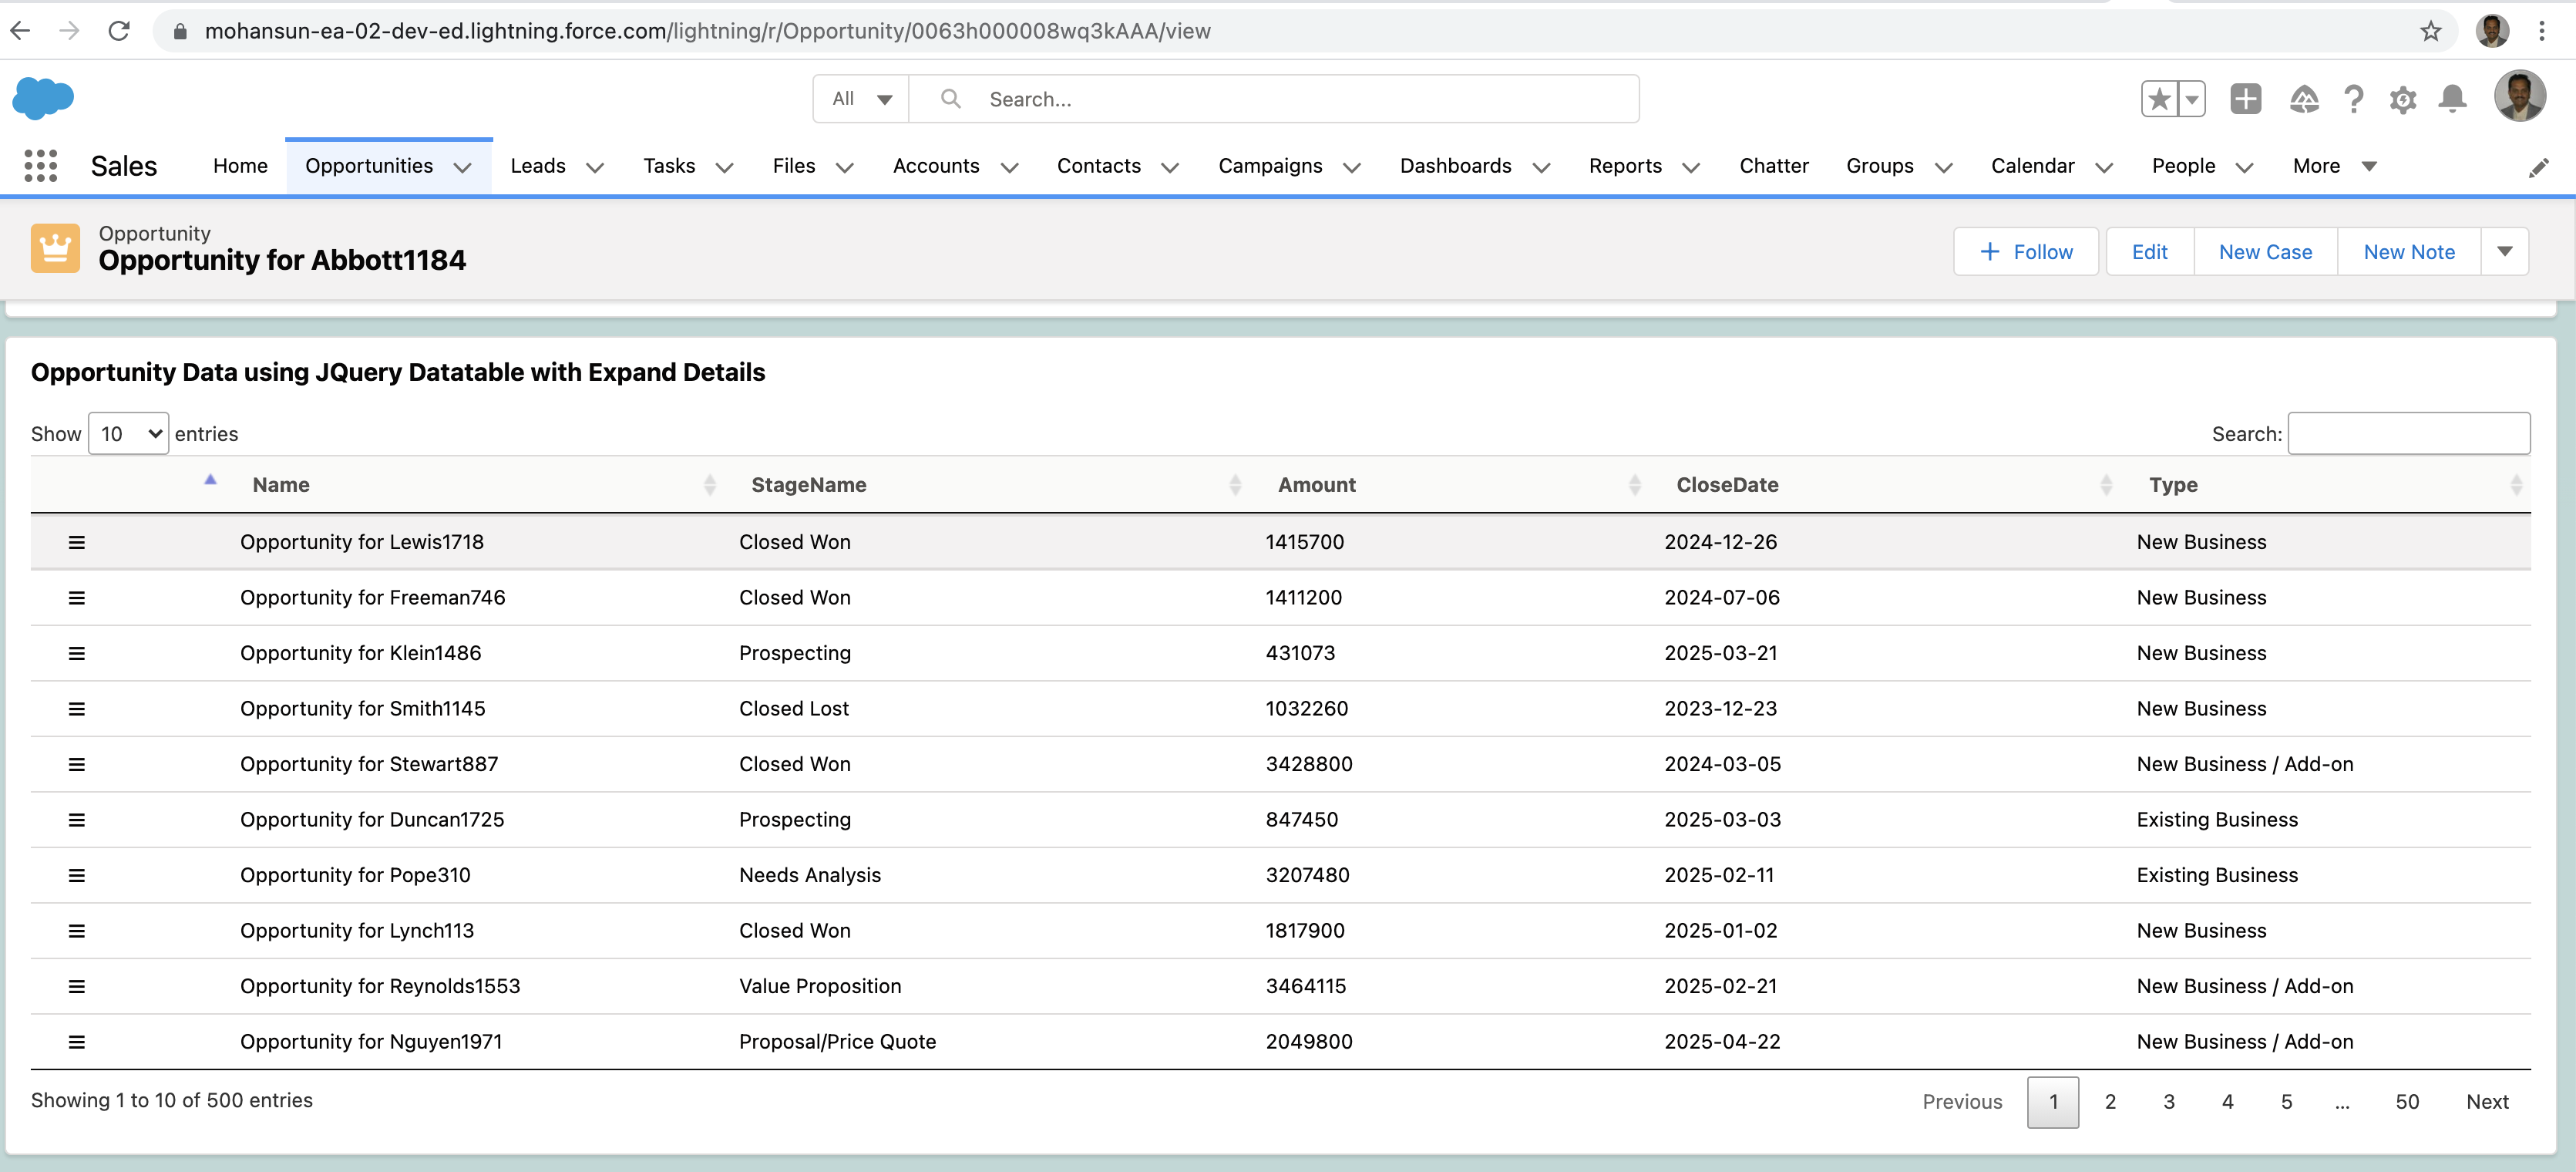 mohansun-ea-02-dev-ed.lightning.force.com/lightning/r/Opportunity/0063h000008wq3kAAA/view
All Search...
Sales Home Opportunities Leads Tasks Files Accounts Contacts Campaigns Dashboards Reports Chatter Groups Calendar People More
Opportunity
Opportunity for Abbott1184
+ Follow Edit New Case New Note
Opportunity Data using JQuery Datatable with Expand Details
Show 10 entries Search:
Name StageName Amount CloseDate Type
Opportunity for Lewis1718 Closed Won 1415700 2024-12-26 New Business
Opportunity for Freeman746 Closed Won 1411200 2024-07-06 New Business
Opportunity for Klein1486 Prospecting 431073 2025-03-21 New Business
Opportunity for Smith1145 Closed Lost 1032260 2023-12-23 New Business
Opportunity for Stewart887 Closed Won 3428800 2024-03-05 New Business / Add-on
Opportunity for Duncan1725 Prospecting 847450 2025-03-03 Existing Business
Opportunity for Pope310 Needs Analysis 3207480 2025-02-11 Existing Business
Opportunity for Lynch113 Closed Won 1817900 2025-01-02 New Business
Opportunity for Reynolds1553 Value Proposition 3464115 2025-02-21 New Business / Add-on
Opportunity for Nguyen1971 Proposal/Price Quote 2049800 2025-04-22 New Business / Add-on
Showing 1 to 10 of 500 entries Previous 1 2 3 4 5 ... 50 Next